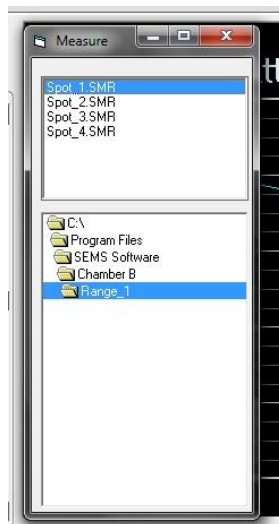 Measure
Spot_1.SMR
Spot_2.SMR
Spot_3.SMR
Spot_4.SMR
C:\
Program Files
SEMS Software
Chamber B
Range_1